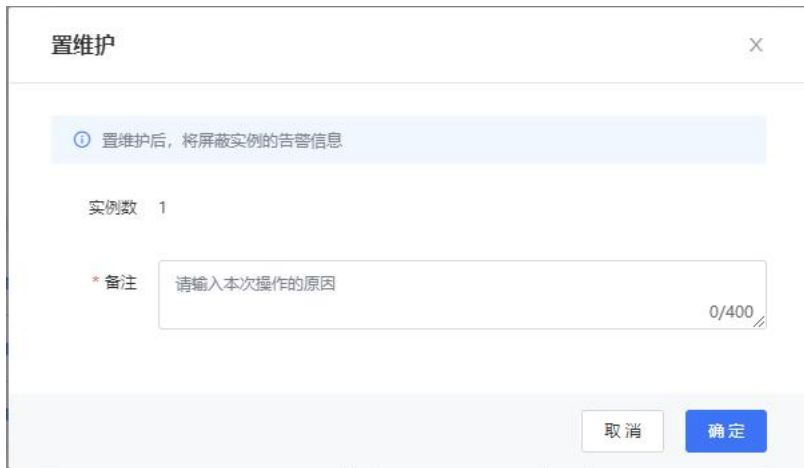 置维护
置维护后，将屏蔽实例的告警信息
实例数 1
* 备注 请输入本次操作的原因
0/400
取消 确定